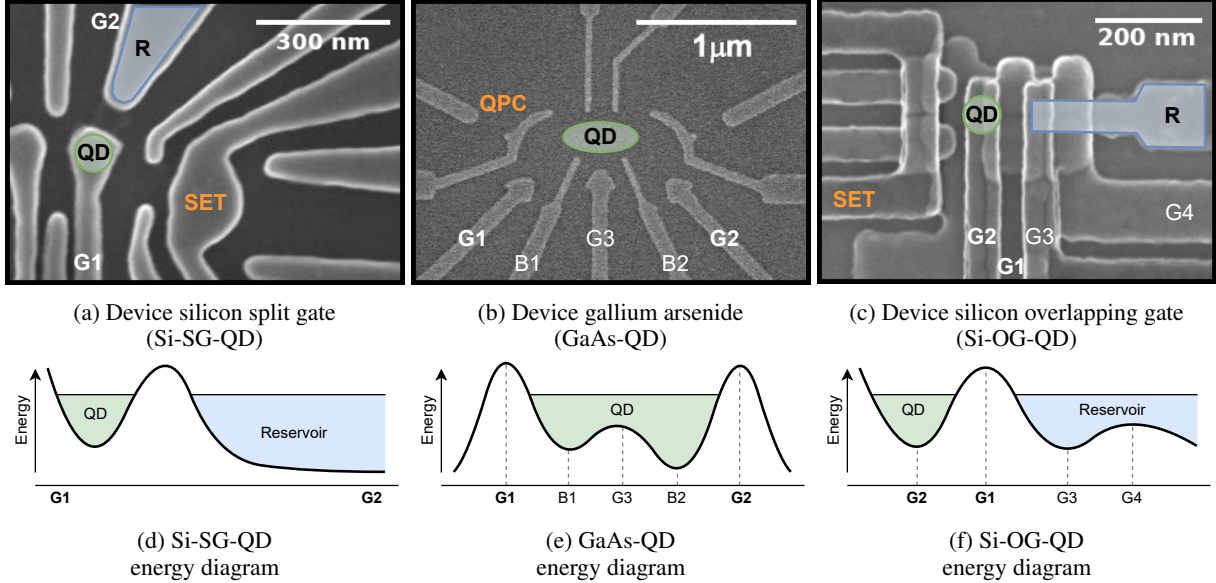 G2
R
300 nm
QD
SET
G1
1μm
QPC
QD
G1
B1
G3
B2
G2
200 nm
QD
R
SET
G2
G1
G3
G4
(a) Device silicon split gate
(Si-SG-QD)
(b) Device gallium arsenide
(GaAs-QD)
(c) Device silicon overlapping gate
(Si-OG-QD)
Energy
QD
Reservoir
G1
G2
Energy
QD
G1
B1
G3
B2
G2
Energy
QD
Reservoir
G2
G1
G3
G4
(d) Si-SG-QD
energy diagram
(e) GaAs-QD
energy diagram
(f) Si-OG-QD
energy diagram